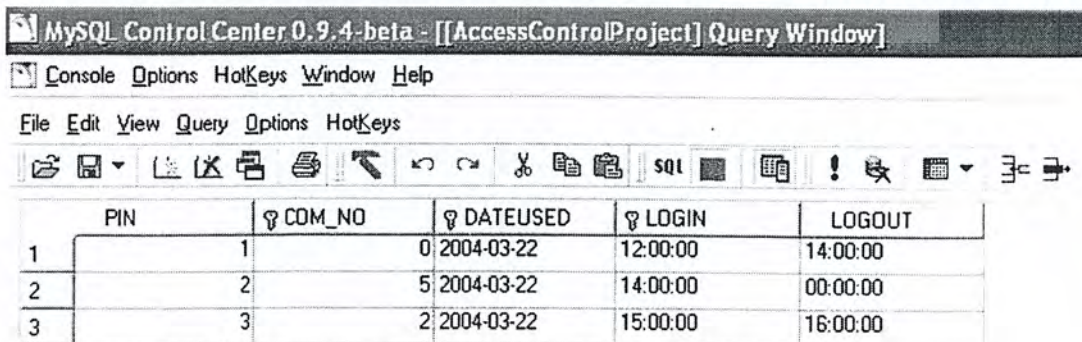 MySQL Control Center 0.9.4-beta - [[AccessControlProject] Query Window]
Console Options HotKeys Window Help
File Edit View Query Options HotKeys
SQL
PIN COM_NO DATEUSED LOGIN LOGOUT
1 1 0 2004-03-22 12:00:00 14:00:00
2 2 5 2004-03-22 14:00:00 00:00:00
3 3 2 2004-03-22 15:00:00 16:00:00